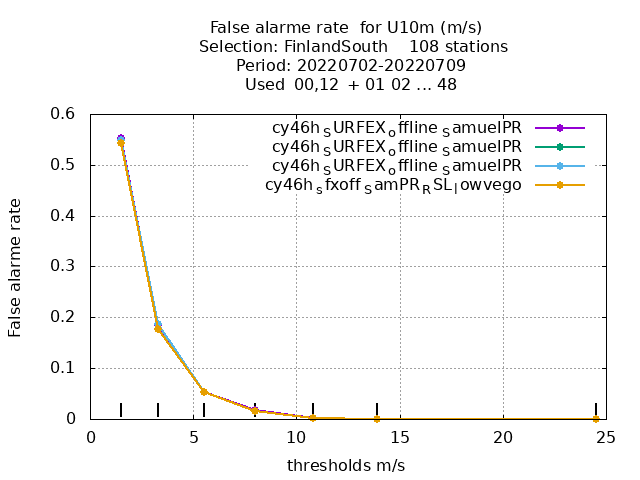 False alarme rate  for U10m (m/s)
Selection: FinlandSouth    108 stations
Period: 20220702-20220709
Used  00,12  + 01 02 ... 48
0.6
0.5
0.4
0.3
0.2
0.1
0
False alarme rate
cy46h_SURFEX_offline_SamuelPR
cy46h_SURFEX_offline_SamuelPR
cy46h_SURFEX_offline_SamuelPR
cy46h_sfxoff_SamPR_RSL_lowvego
0 5 10 15 20 25
thresholds m/s